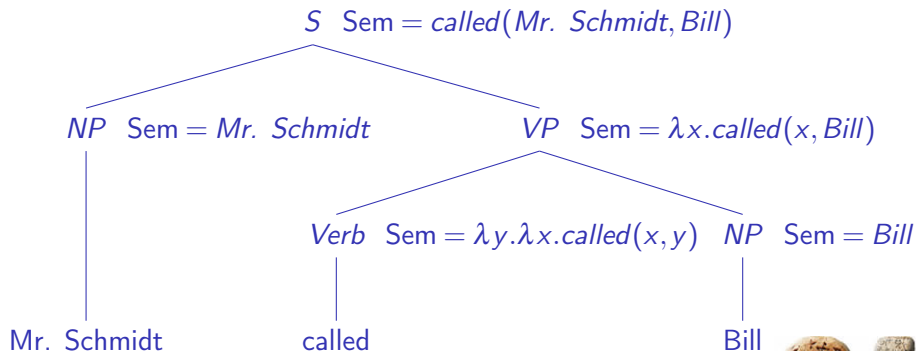 S Sem = called(Mr. Schmidt, Bill)
NP Sem = Mr. Schmidt VP Sem = λx.called(x, Bill)
Verb Sem = λy.λx.called(x, y) NP Sem = Bill
Mr. Schmidt called Bill